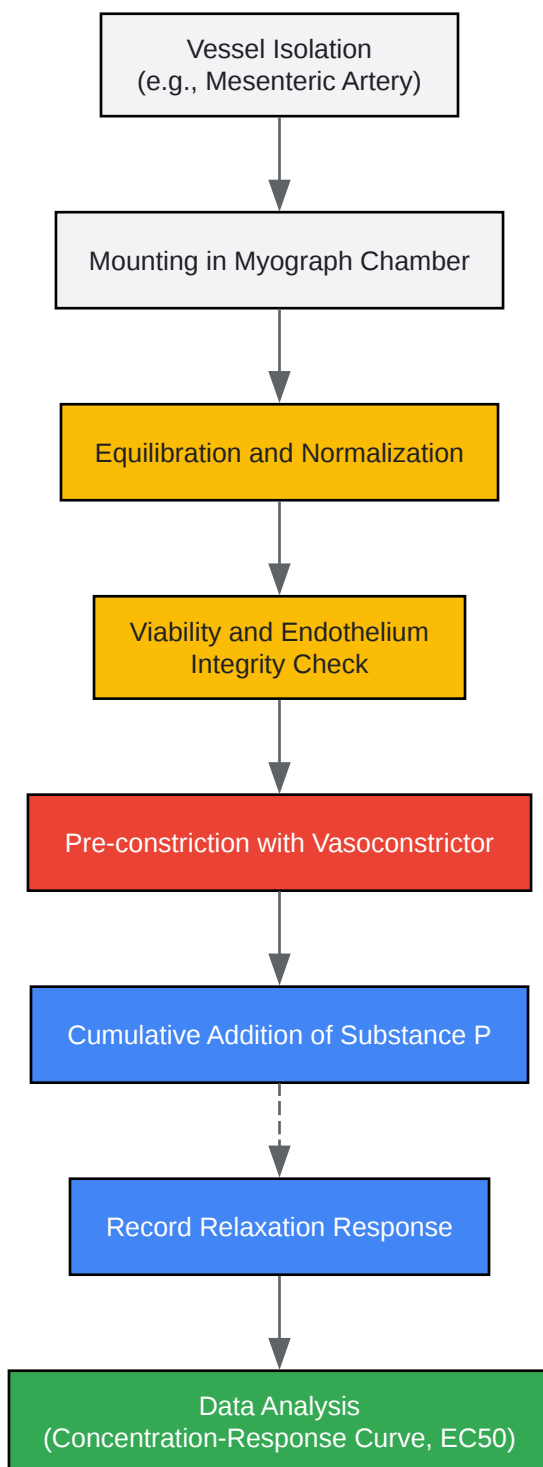 Vessel Isolation
(e.g., Mesenteric Artery)
Mounting in Myograph Chamber
Equilibration and Normalization
Viability and Endothelium
Integrity Check
Pre-constriction with Vasoconstrictor
Cumulative Addition of Substance P
Record Relaxation Response
Data Analysis
(Concentration-Response Curve, EC50)